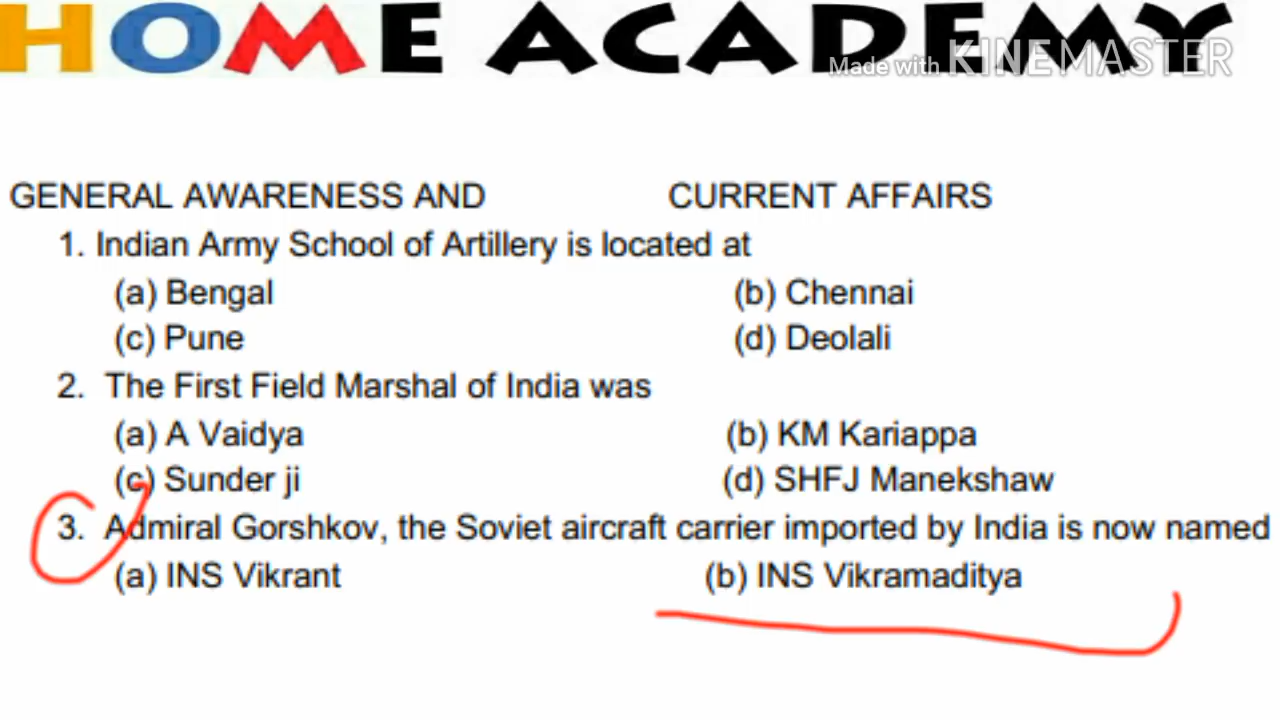 HOME ACADEMY
Made with KINEMASTER
GENERAL AWARENESS AND CURRENT AFFAIRS
1. Indian Army School of Artillery is located at
(a) Bengal (b) Chennai
(c) Pune (d) Deolali
2. The First Field Marshal of India was
(a) A Vaidya (b) KM Kariappa
(c) Sunder ji (d) SHFJ Manekshaw
3. Admiral Gorshkov, the Soviet aircraft carrier imported by India is now named
(a) INS Vikrant (b) INS Vikramaditya